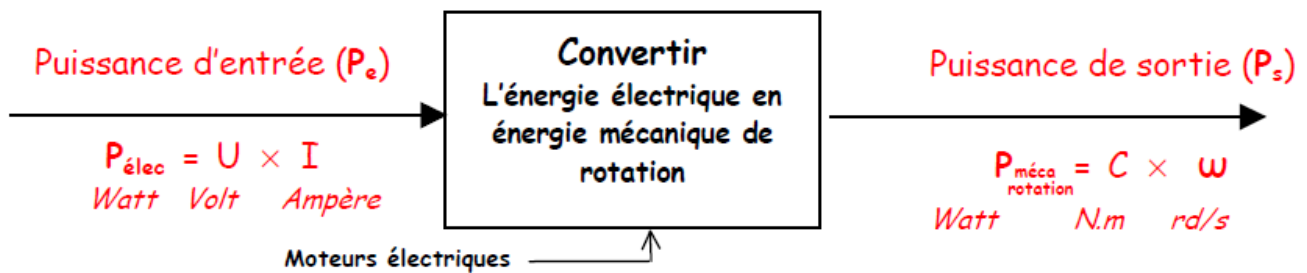 Puissance d'entrée (Pe)
Pélec = U × I
Watt Volt Ampère
Convertir
L'énergie électrique en
énergie mécanique de
rotation
Moteurs électriques
Puissance de sortie (Ps)
Pméca rotation = C × ω
Watt N.m rd/s